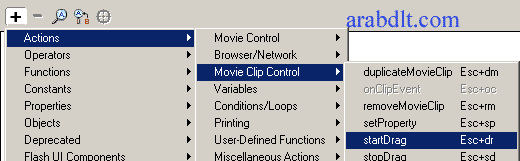 arabdlt.com
Actions
Operators
Functions
Constants
Properties
Objects
Deprecated
Flash UI Components
Movie Control
Browser/Network
Movie Clip Control
Variables
Conditions/Loops
Printing
User-Defined Functions
Miscellaneous Actions
duplicateMovieClip Esc+dm
onClipEvent Esc+oc
removeMovieClip Esc+rm
setProperty Esc+sp
startDrag Esc+dr
stopDrag Esc+sd